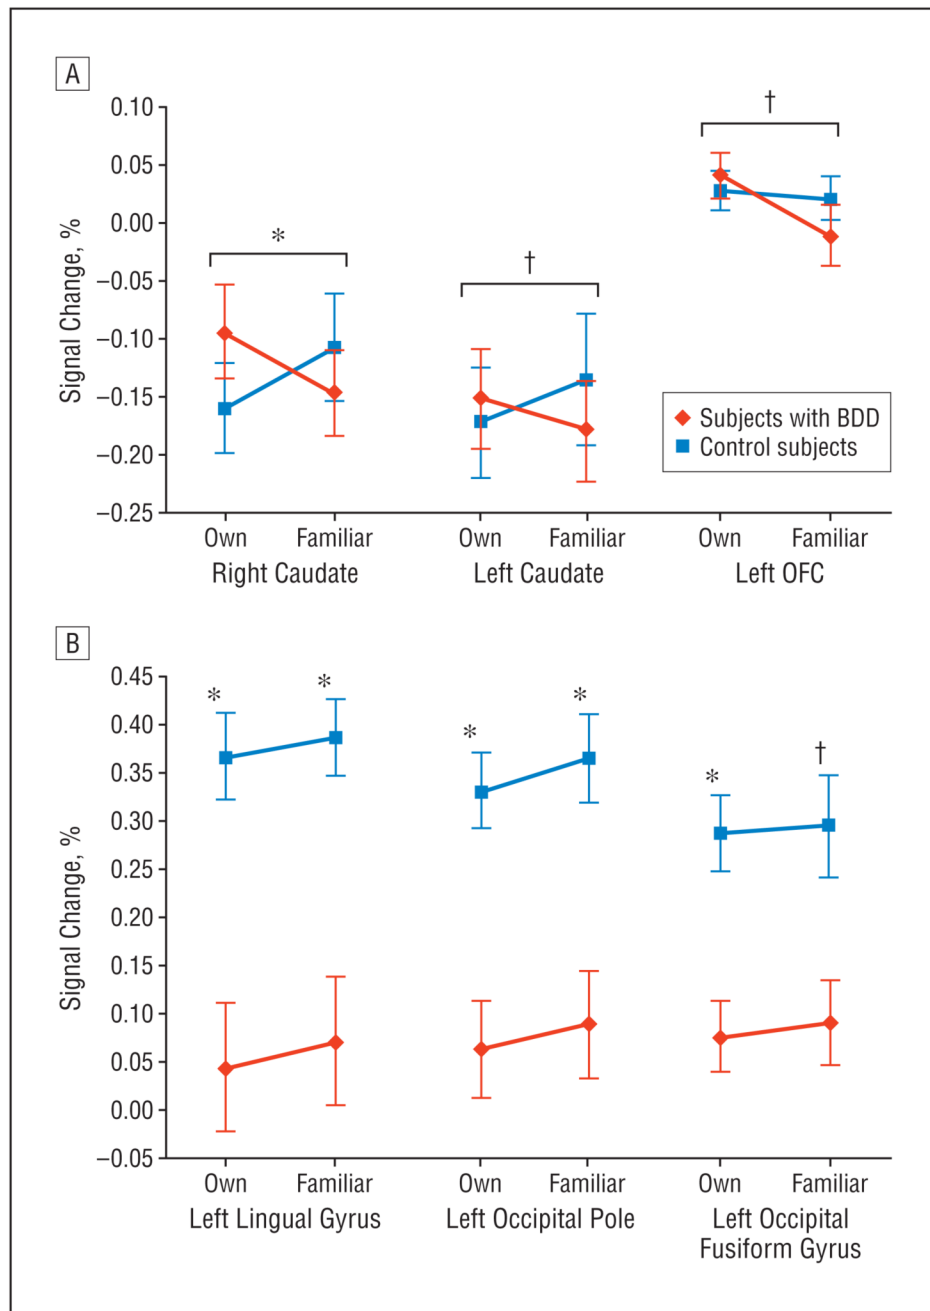 A
0.10
0.05
0.00
−0.05
−0.10
−0.15
−0.20
−0.25
Signal Change, %
*
†
†
Subjects with BDD
Control subjects
Own Familiar Own Familiar Own Familiar
Right Caudate Left Caudate Left OFC
B
0.45
0.40
0.35
0.30
0.25
0.20
0.15
0.10
0.05
0.00
−0.05
Signal Change, %
* * * * * †
Own Familiar Own Familiar Own Familiar
Left Lingual Gyrus Left Occipital Pole Left Occipital
Fusiform Gyrus